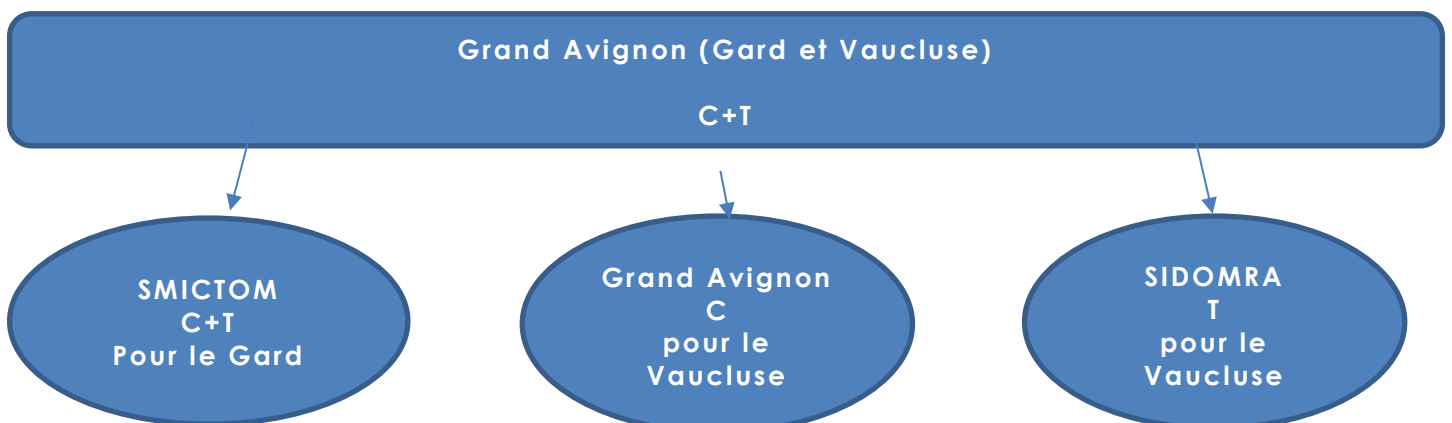 Grand Avignon (Gard et Vaucluse)
C+T
SMICTOM
C+T
Pour le Gard
Grand Avignon
C
pour le
Vaucluse
SIDOMRA
T
pour le
Vaucluse